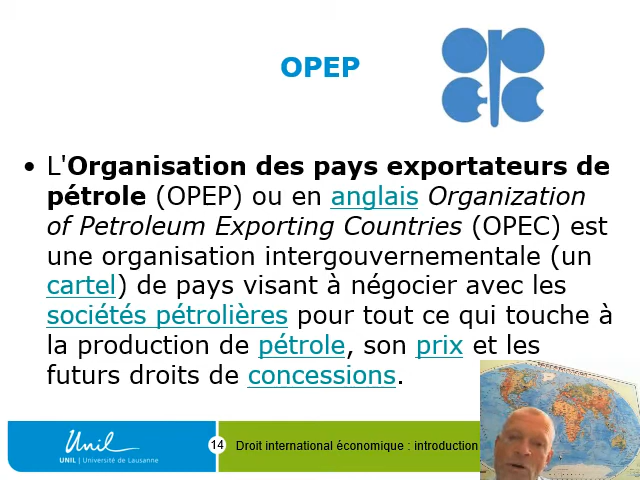 OPEP
• L'Organisation des pays exportateurs de
pétrole (OPEP) ou en anglais Organization
of Petroleum Exporting Countries (OPEC) est
une organisation intergouvernementale (un
cartel) de pays visant à négocier avec les
sociétés pétrolières pour tout ce qui touche à
la production de pétrole, son prix et les
futurs droits de concessions.
Unil
UNIL | Université de Lausanne
14
Droit international économique : introduction